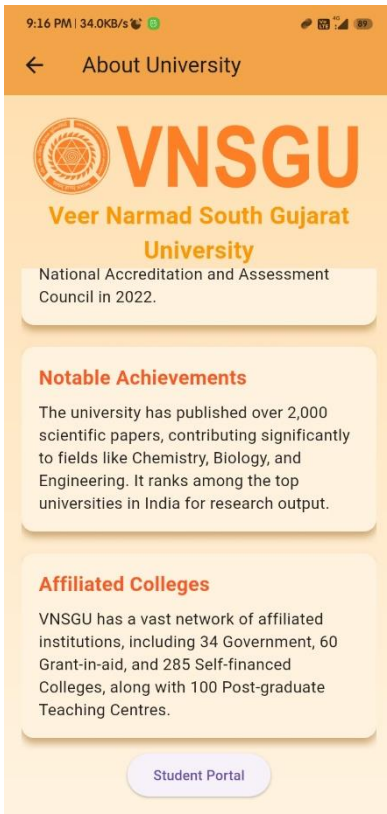 9:16 PM | 34.0KB/s
4G
89
About University
VNSGU
Veer Narmad South Gujarat
University
National Accreditation and Assessment
Council in 2022.
Notable Achievements
The university has published over 2,000
scientific papers, contributing significantly
to fields like Chemistry, Biology, and
Engineering. It ranks among the top
universities in India for research output.
Affiliated Colleges
VNSGU has a vast network of affiliated
institutions, including 34 Government, 60
Grant-in-aid, and 285 Self-financed
Colleges, along with 100 Post-graduate
Teaching Centres.
Student Portal